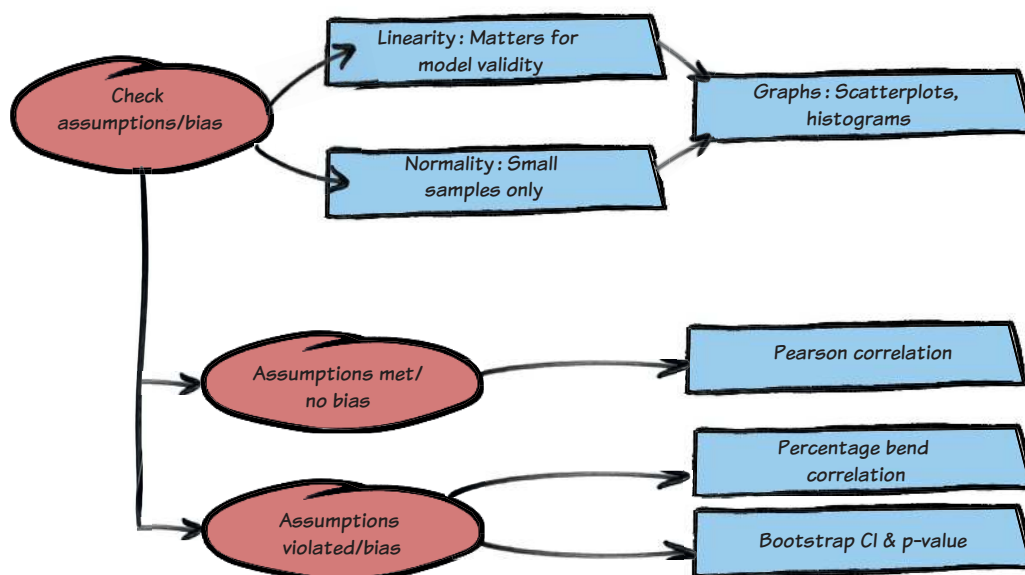 Check
assumptions/bias
Linearity: Matters for
model validity
Normality: Small
samples only
Graphs: Scatterplots,
histograms
Assumptions met/
no bias
Pearson correlation
Assumptions
violated/bias
Percentage bend
correlation
Bootstrap CI & p-value